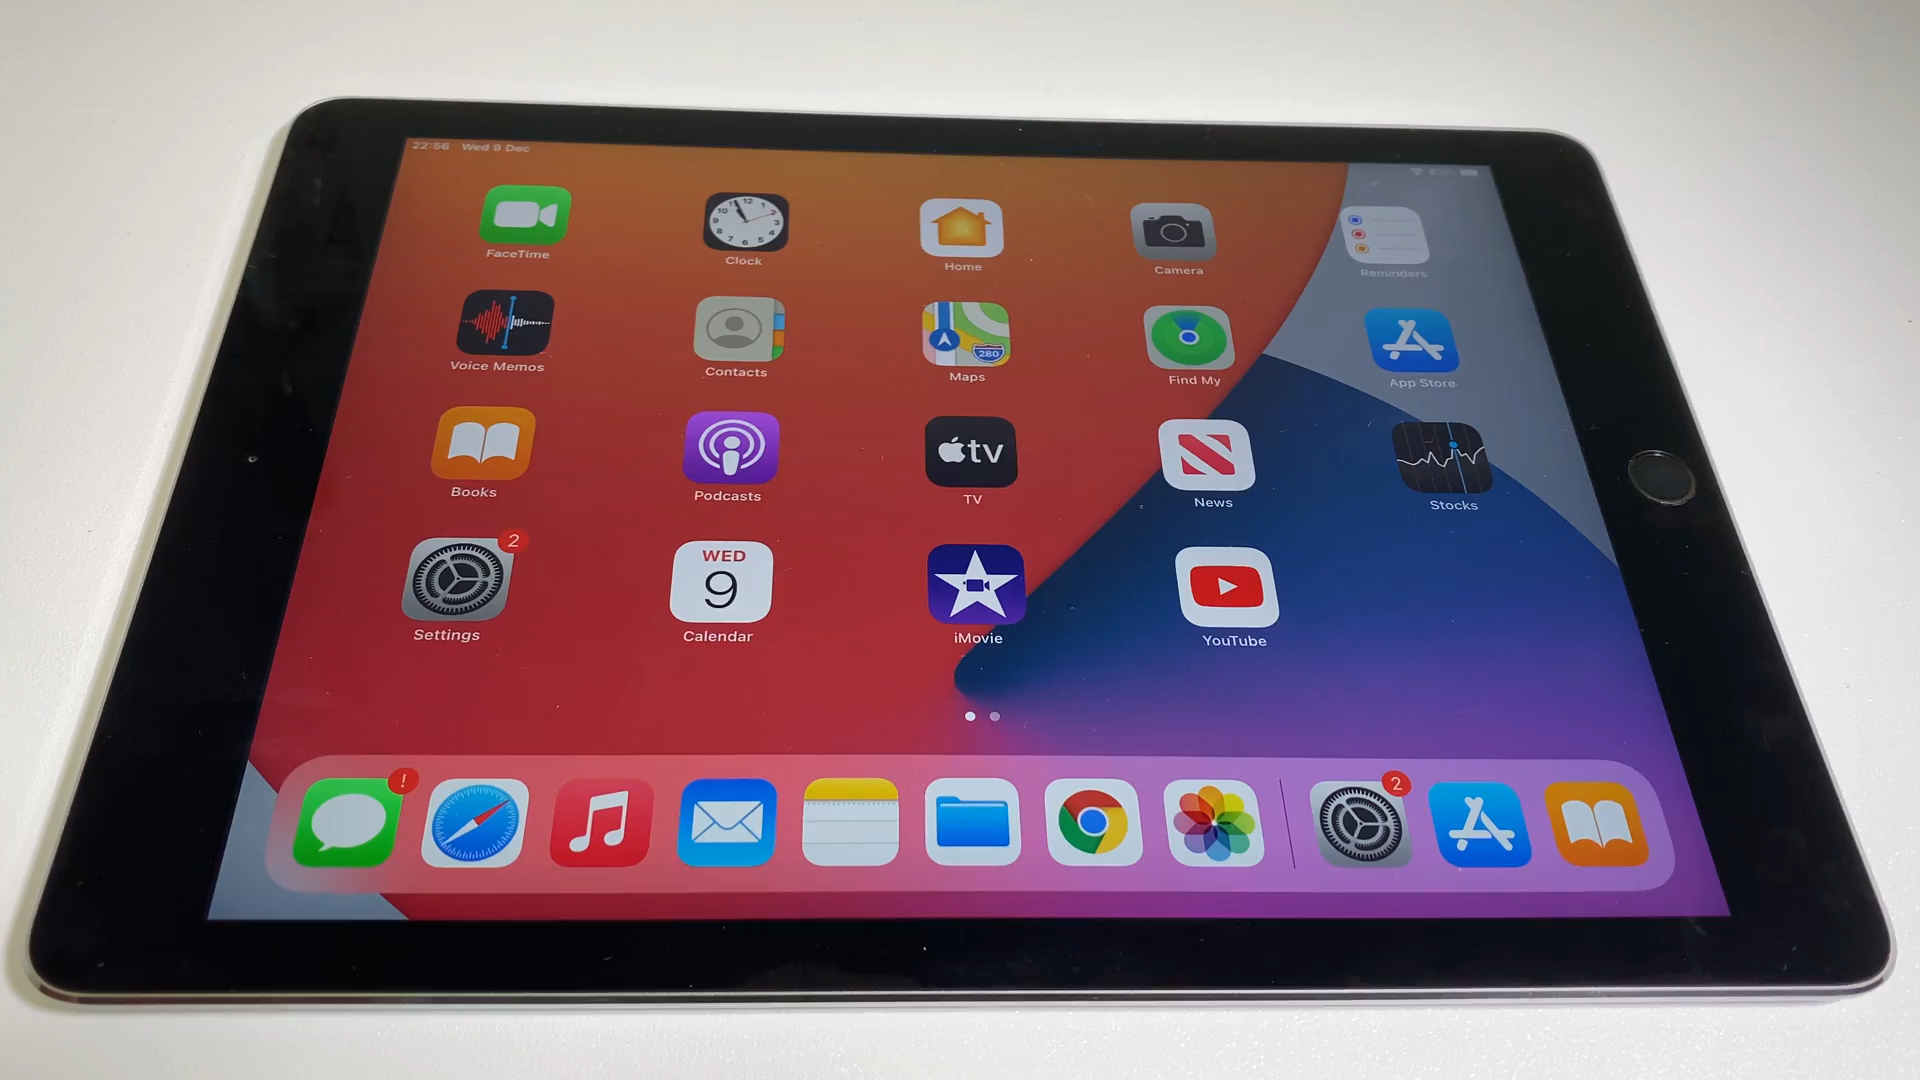 22:56 Wed 9 Dec
FaceTime
Clock
Home
Camera
Reminders
Voice Memos
Contacts
280
Maps
Find My
App Store
Books
Podcasts
tv
TV
News
Stocks
2
Settings
WED
9
Calendar
iMovie
YouTube
!
2